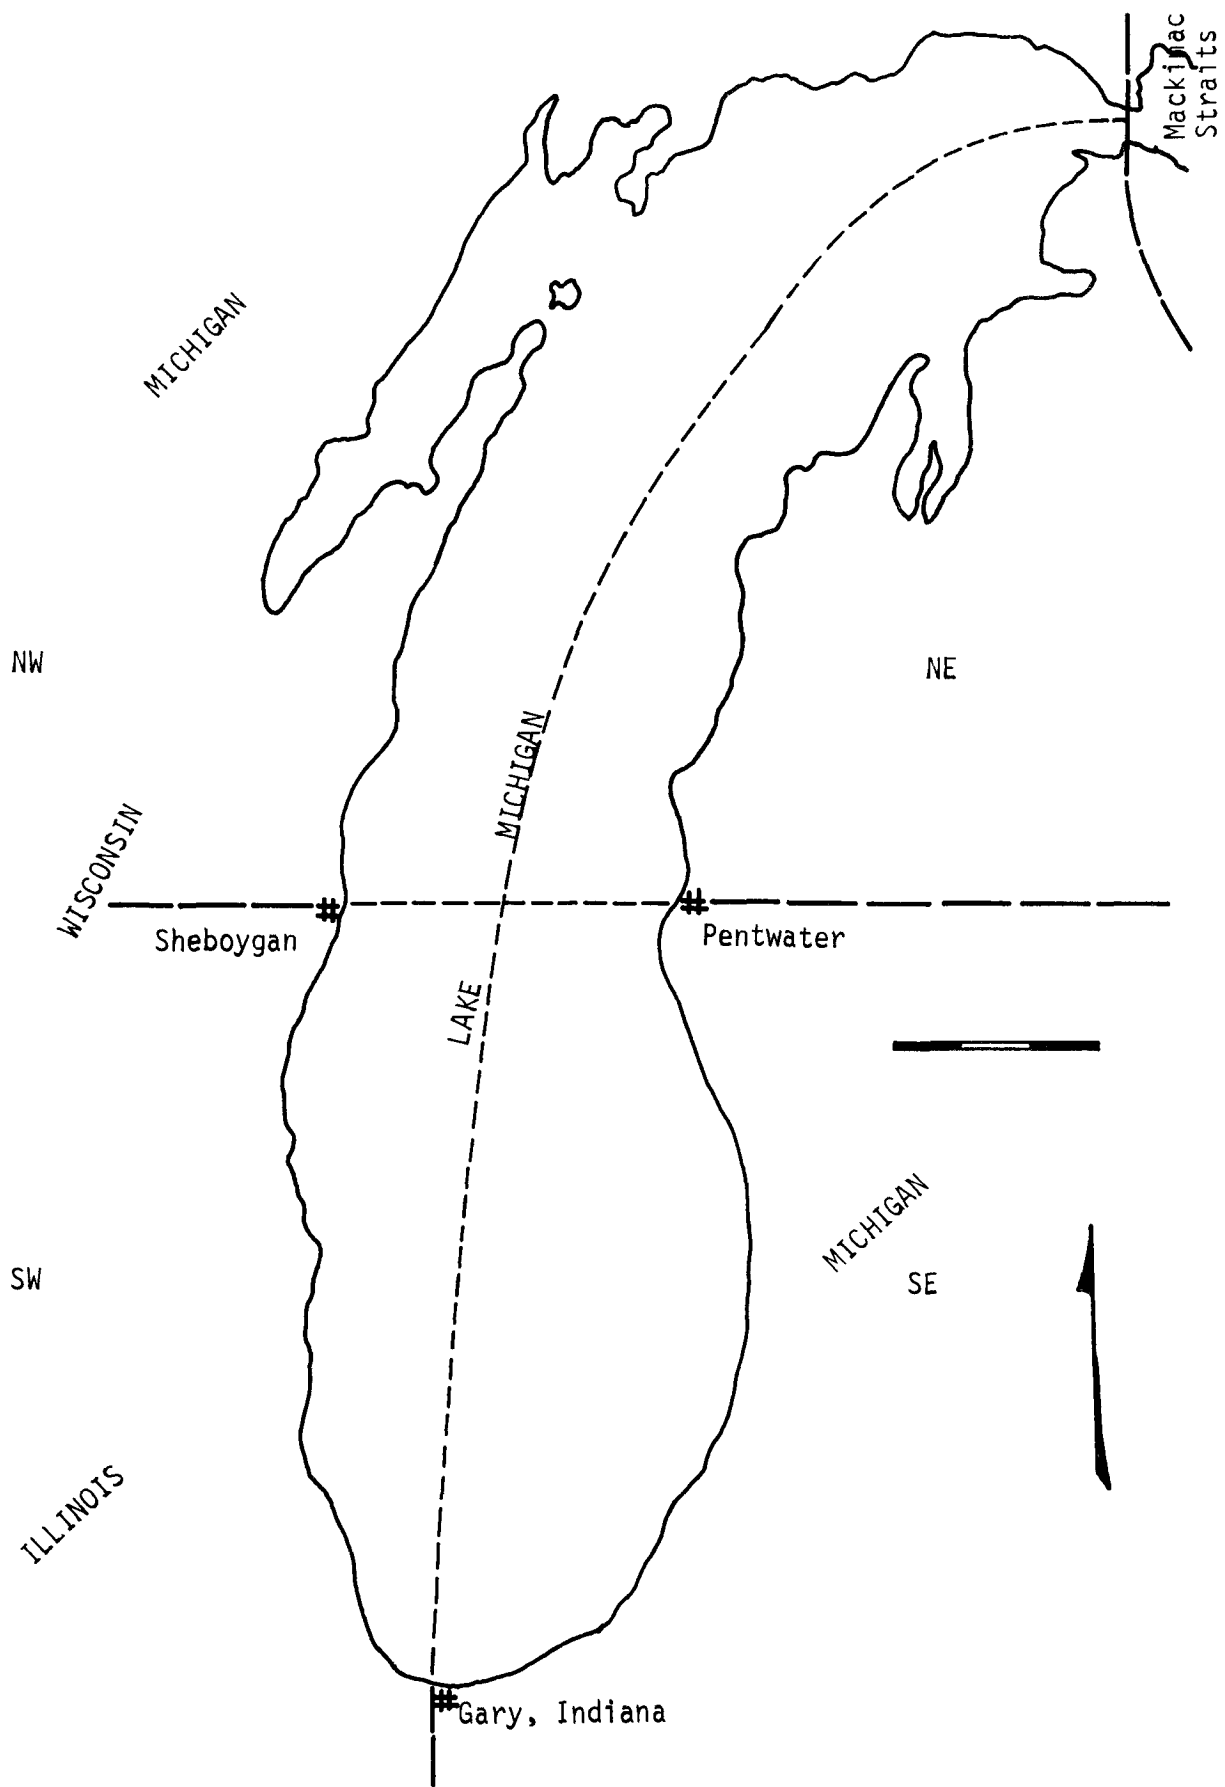 Mackinac
Straits
MICHIGAN
NW
NE
MICHIGAN
WISCONSIN
Sheboygan
Pentwater
LAKE
MICHIGAN
SW
SE
ILLINOIS
Gary, Indiana